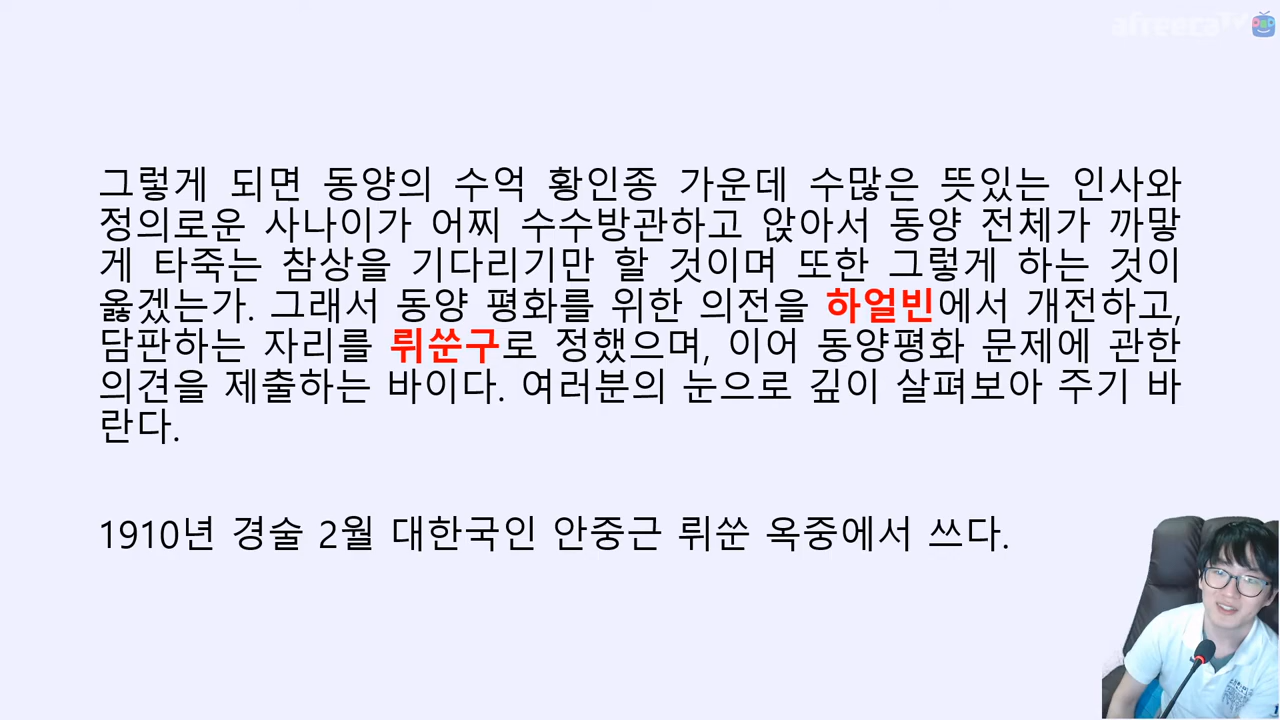 afreecaTV
그렇게 되면 동양의 수억 황인종 가운데 수많은 뜻있는 인사와
정의로운 사나이가 어찌 수수방관하고 앉아서 동양 전체가 까맣
게 타죽는 참상을 기다리기만 할 것이며 또한 그렇게 하는 것이
옳겠는가. 그래서 동양 평화를 위한 의전을 하얼빈에서 개전하고,
담판하는 자리를 뤼쑨구로 정했으며, 이어 동양평화 문제에 관한
의견을 제출하는 바이다. 여러분의 눈으로 깊이 살펴보아 주기 바
란다.
1910년 경술 2월 대한국인 안중근 뤼쑨 옥중에서 쓰다.